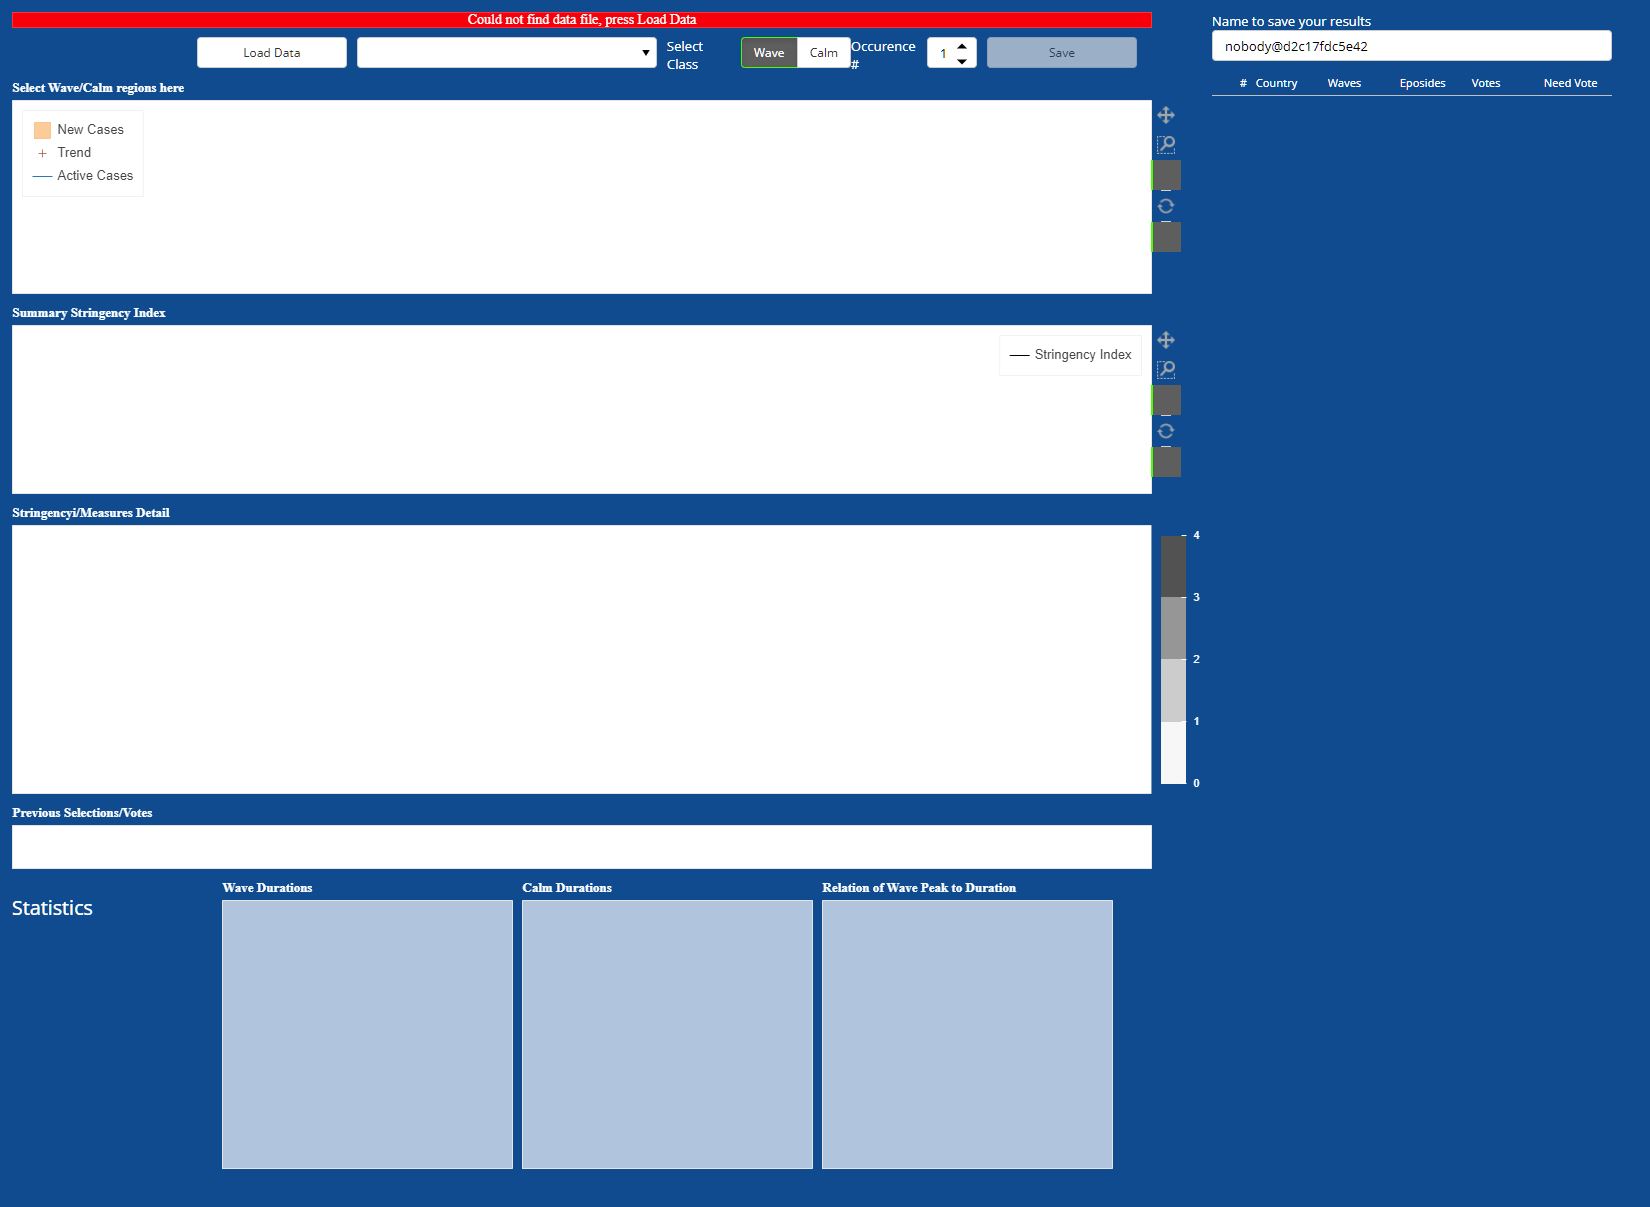 Could not find data file, press Load Data
Name to save your results
Load Data
Select
Class
Wave
Calm
Occurence
#
1
Save
nobody@d2c17fdc5e42
# Country Waves Eposides Votes Need Vote
Select Wave/Calm regions here
New Cases
Trend
Active Cases
Summary Stringency Index
Stringency Index
Stringencyi/Measures Detail
4
3
2
1
0
Previous Selections/Votes
Statistics
Wave Durations
Calm Durations
Relation of Wave Peak to Duration